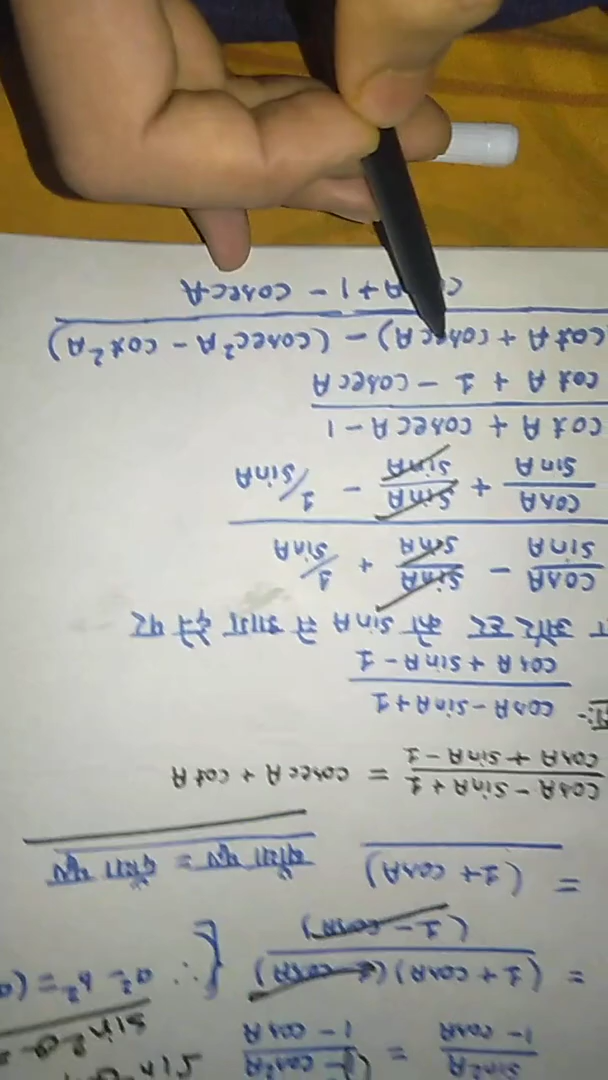 sin²A / 1 - cosA = (1 - cos²A / 1 - cosA
sin²θ =
= (1 + cosA) (1 - cosA) / (1 - cosA) { ∵ a² - b² = (a
= (1 + cosA) बाँया पक्ष = दाँया पक्ष
cosA - sinA + 1 / cosA + sinA - 1 = cosecA + cotA
cosA - sinA + 1 / cosA + sinA - 1
और हर को sinA से भाग देने पर
cosA / sinA - sinA / sinA + 1/sinA
cosA / sinA + sinA / sinA - 1/sinA
cotA + cosecA - 1
cotA + 1 - cosecA
cotA + cosecA) - (cosec²A - cot²A)
A + 1 - cosecA